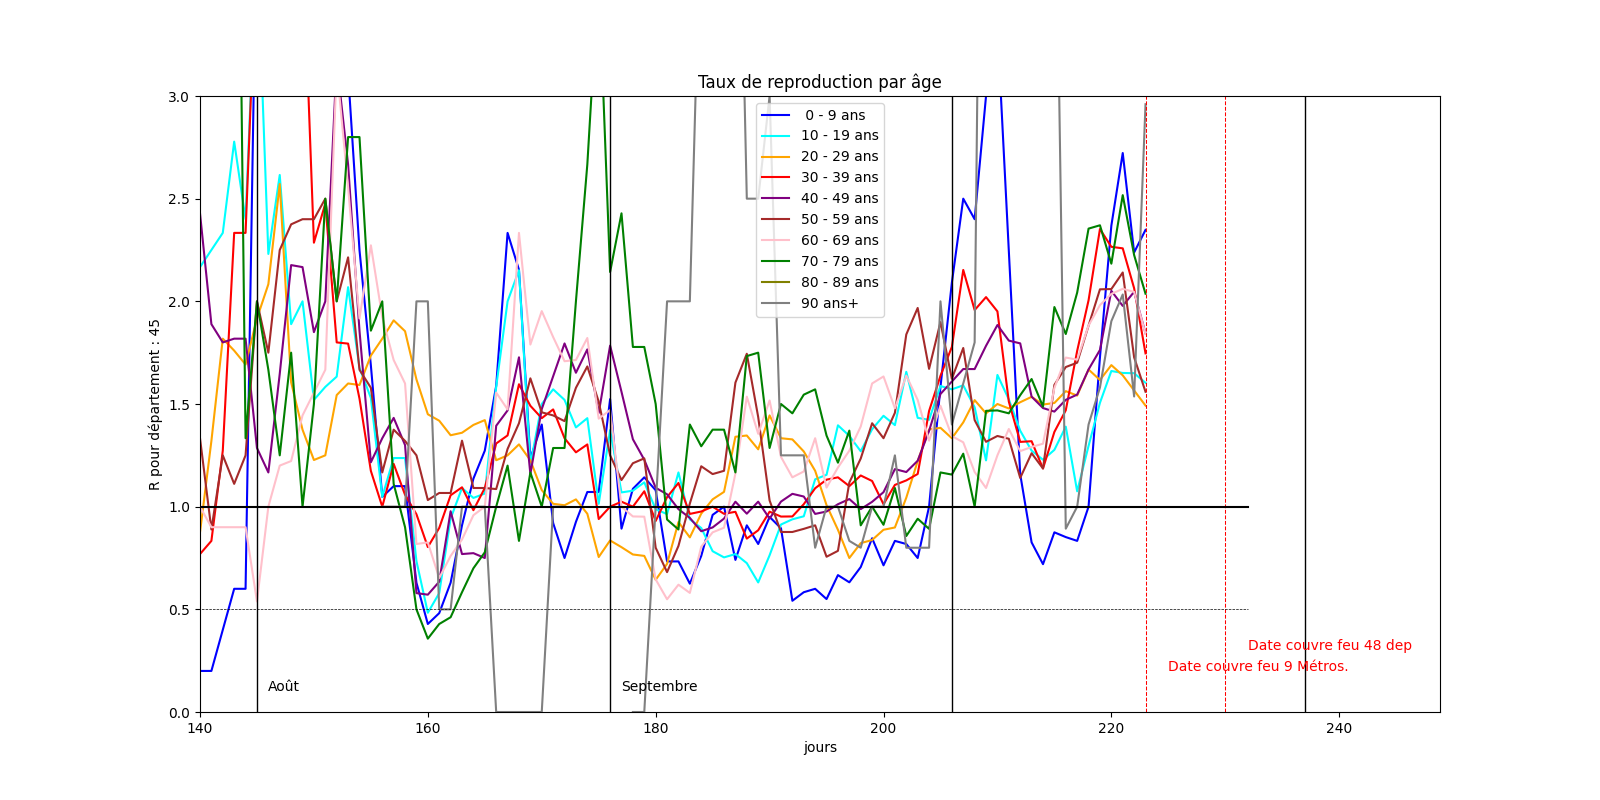 Taux de reproduction par âge
R pour département : 45
3.0
2.5
2.0
1.5
1.0
0.5
0.0
0 - 9 ans
10 - 19 ans
20 - 29 ans
30 - 39 ans
40 - 49 ans
50 - 59 ans
60 - 69 ans
70 - 79 ans
80 - 89 ans
90 ans+
Date couvre feu 48 dep
Date couvre feu 9 Métros.
Août
Septembre
140
160
180
200
220
240
jours